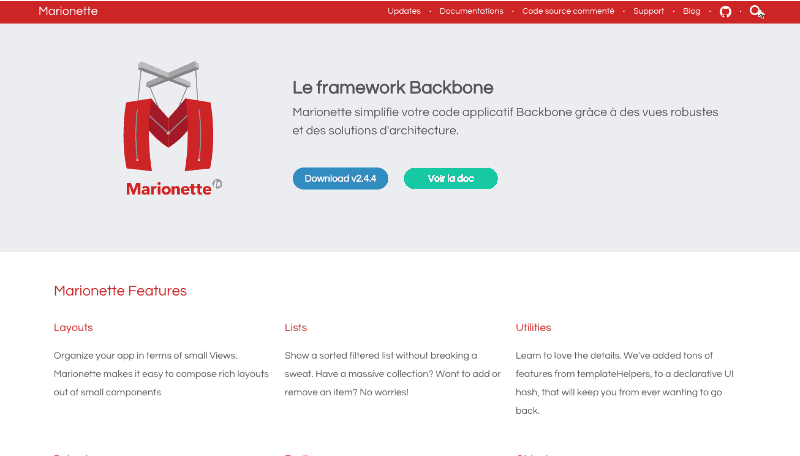 Marionette
Updates · Documentations · Code source commenté · Support · Blog · ·
Le framework Backbone
Marionette simplifie votre code applicatif Backbone grâce à des vues robustes
et des solutions d'architecture.
Download v2.4.4
Voir la doc
Marionette
Marionette Features
Layouts
Organize your app in terms of small Views.
Marionette makes it easy to compose rich layouts
out of small components
Lists
Show a sorted filtered list without breaking a
sweat. Have a massive collection? Want to add or
remove an item? No worries!
Utilities
Learn to love the details. We've added tons of
features from templateHelpers, to a declarative UI
hash, that will keep you from ever wanting to go
back.